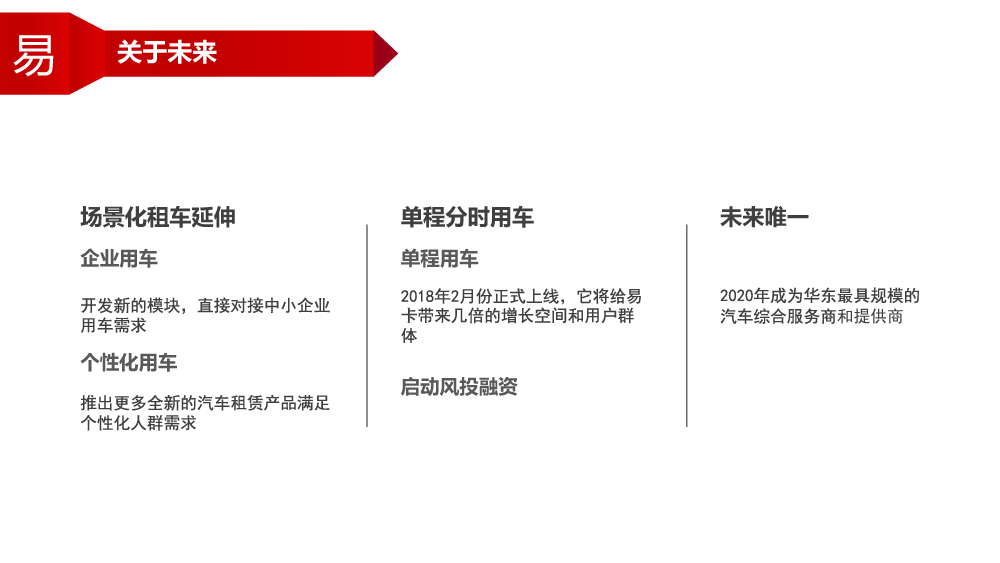 易
关于未来
场景化租车延伸
企业用车
开发新的模块，直接对接中小企业
用车需求
个性化用车
推出更多全新的汽车租赁产品满足
个性化人群需求
单程分时用车
单程用车
2018年2月份正式上线，它将给易
卡带来几倍的增长空间和用户群
体
启动风投融资
未来唯一
2020年成为华东最具规模的
汽车综合服务商和提供商